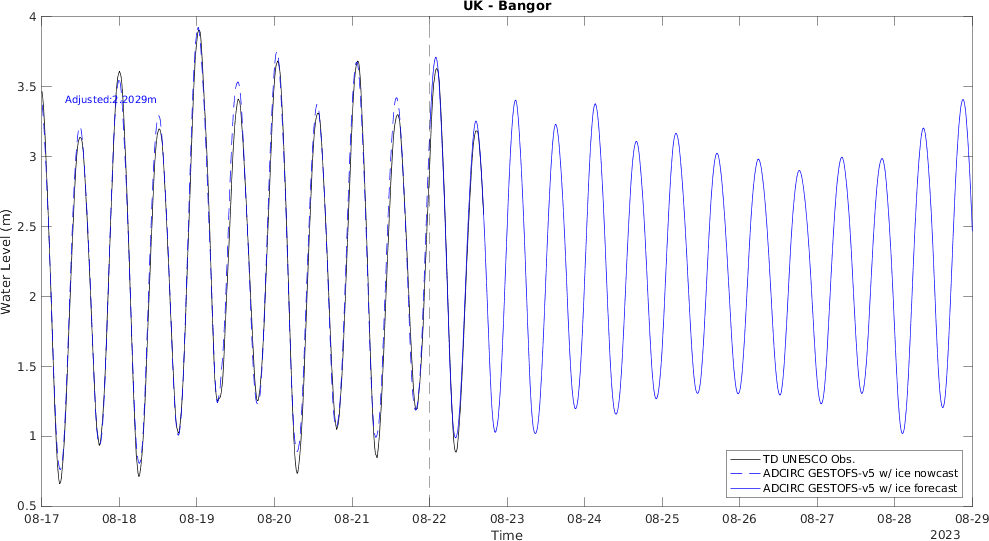 UK - Bangor
4
3.5
Adjusted:2.2029m
3
2.5
Water Level (m)
2
1.5
1
0.5
TD UNESCO Obs.
ADCIRC GESTOFS-v5 w/ ice nowcast
ADCIRC GESTOFS-v5 w/ ice forecast
08-17 08-18 08-19 08-20 08-21 08-22 08-23 08-24 08-25 08-26 08-27 08-28 08-29
Time
2023